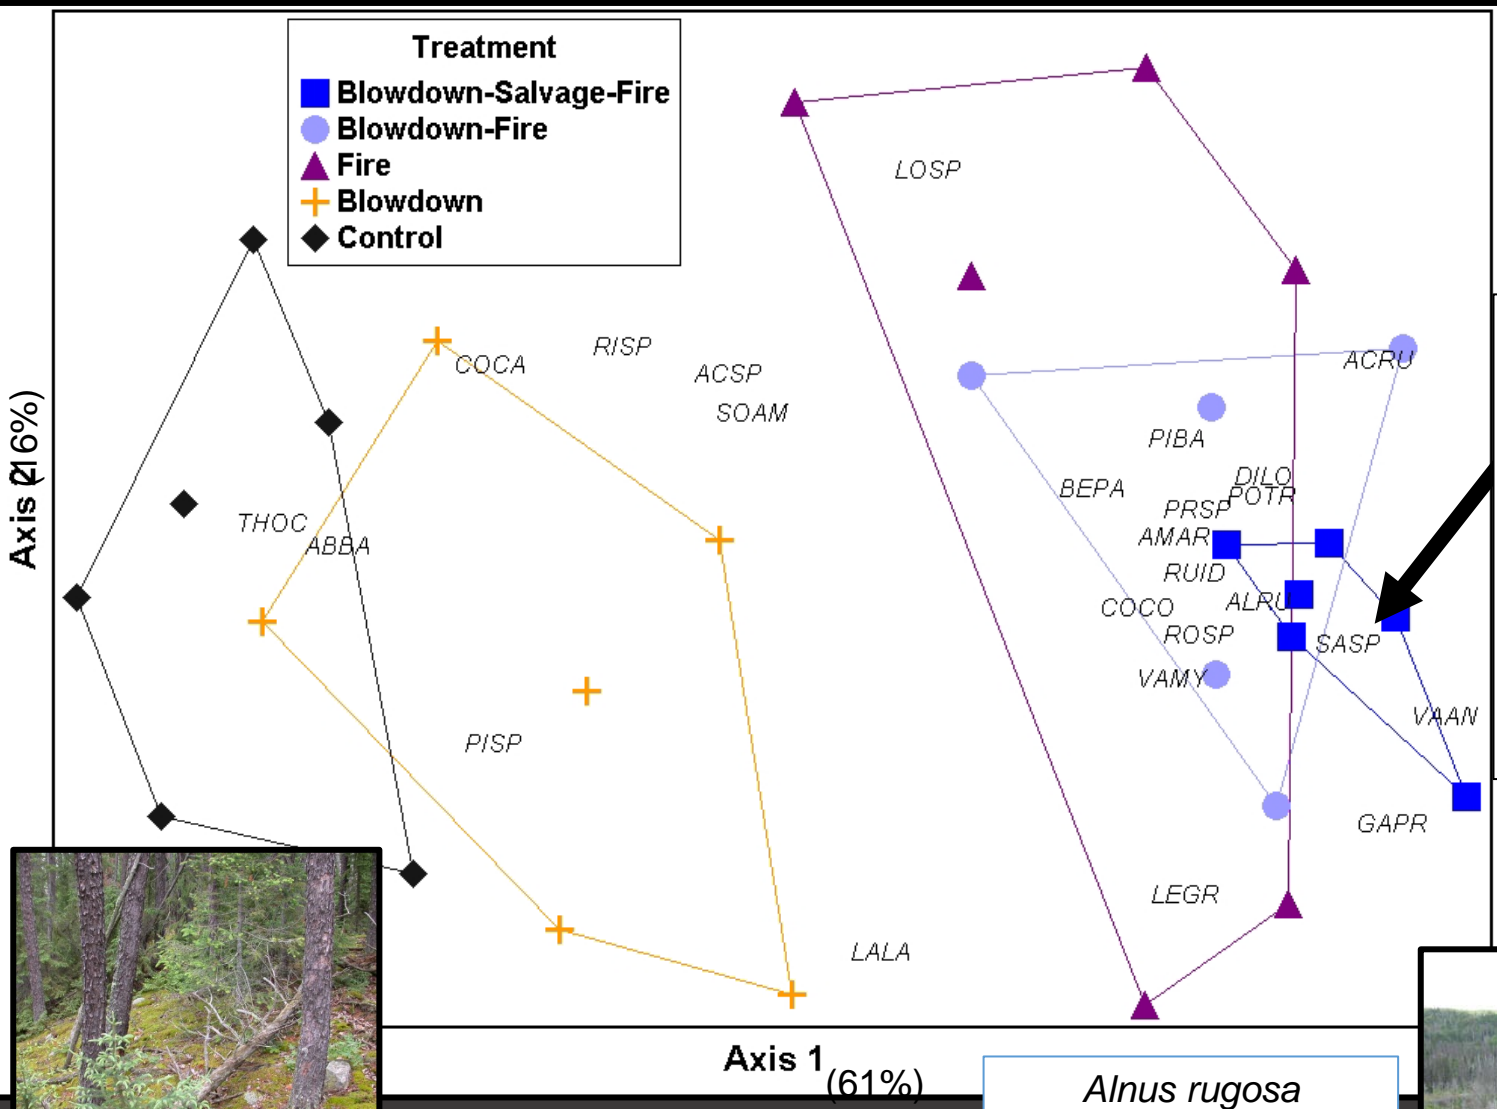 Treatment
Blowdown-Salvage-Fire
Blowdown-Fire
Fire
Blowdown
Control
LOSP
RISP
COCA
ACSP
SOAM
ACRU
PIBA
BEPA
DILO
POTR
PRSP
AMAR
THOC
ABBA
RUID
COCO
ALRU
ROSP
SASP
VAMY
VAAN
PISP
GAPR
LEGR
LALA
Axis 2
(16%)
Axis 1
(61%)
Alnus rugosa